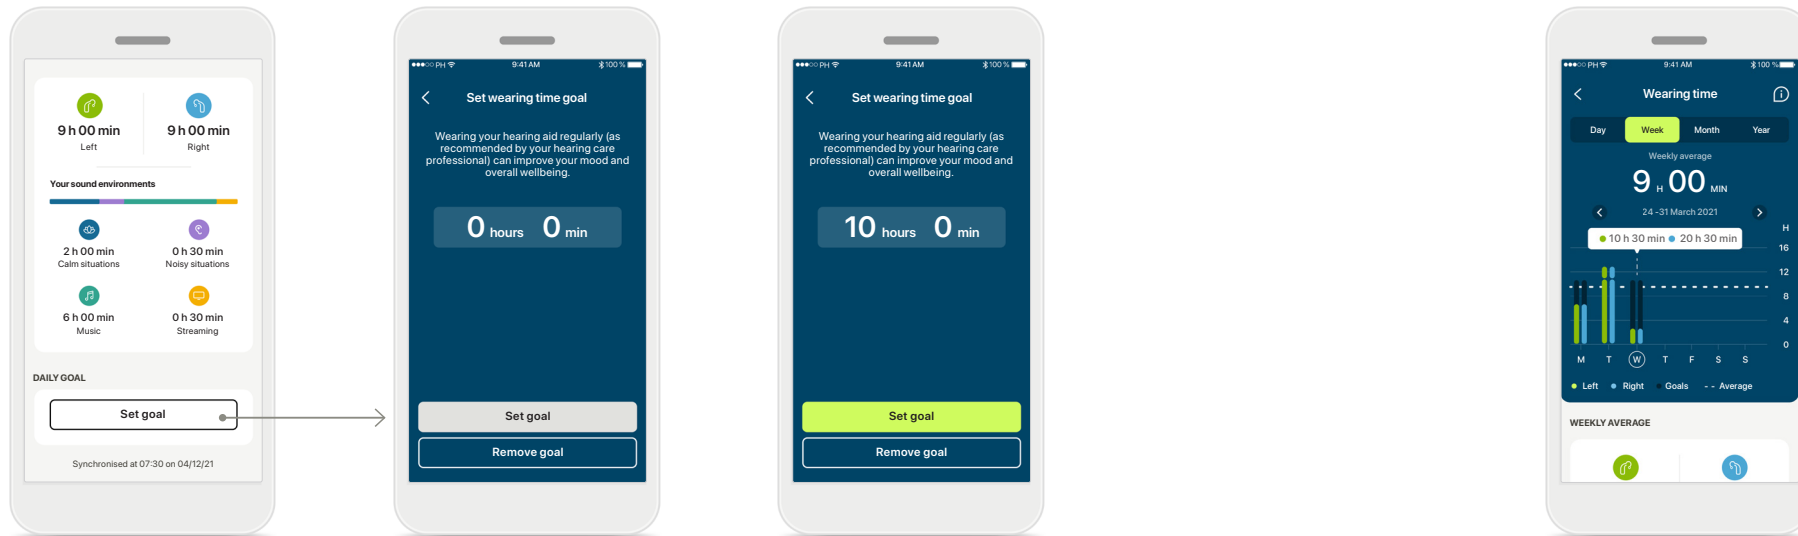 9 h 00 min
Left
9 h 00 min
Right
Your sound environments
2 h 00 min
Calm situations
0 h 30 min
Noisy situations
6 h 00 min
Music
0 h 30 min
Streaming
DAILY GOAL
Set goal
Synchronised at 07:30 on 04/12/21
PH 9:41 AM 100 %
Set wearing time goal
Wearing your hearing aid regularly (as
recommended by your hearing care
professional) can improve your mood and
overall wellbeing.
0 hours 0 min
Set goal
Remove goal
PH 9:41 AM 100 %
Set wearing time goal
Wearing your hearing aid regularly (as
recommended by your hearing care
professional) can improve your mood and
overall wellbeing.
10 hours 0 min
Set goal
Remove goal
PH 9:41 AM 100 %
Wearing time
Day Week Month Year
Weekly average
9 H 00 MIN
24 -31 March 2021
H
10 h 30 min 20 h 30 min
16
12
8
4
0
M T W T F S S
Left Right Goals - - Average
WEEKLY AVERAGE